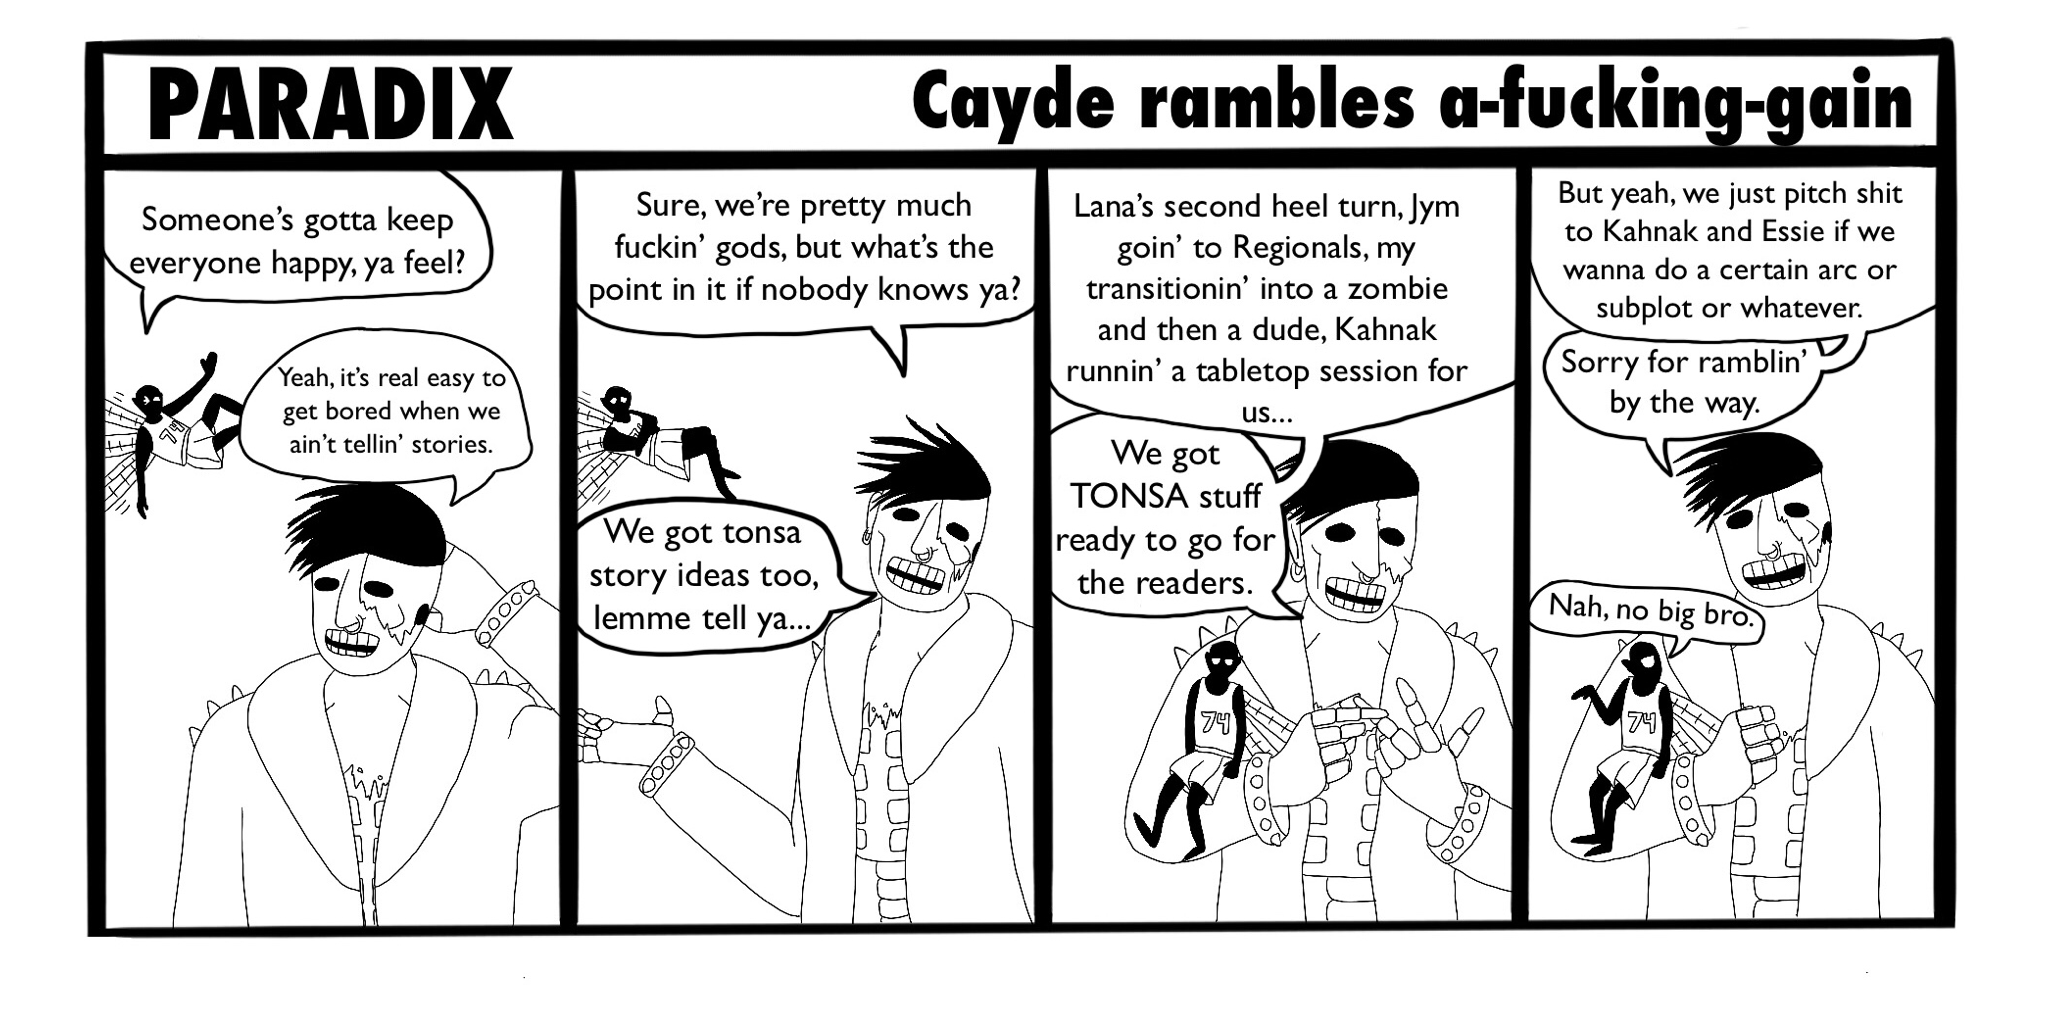 PARADIX
Cayde rambles a-fucking-gain
Someone's gotta keep
everyone happy, ya feel?
Yeah, it's real easy to
get bored when we
ain't tellin' stories.
74
Sure, we're pretty much
fuckin' gods, but what's the
point in it if nobody knows ya?
We got tonsa
story ideas too,
lemme tell ya...
Lana's second heel turn, Jym
goin' to Regionals, my
transitionin' into a zombie
and then a dude, Kahnak
runnin' a tabletop session for
us...
We got
TONSA stuff
ready to go for
the readers.
74
But yeah, we just pitch shit
to Kahnak and Essie if we
wanna do a certain arc or
subplot or whatever.
Sorry for ramblin'
by the way.
Nah, no big bro.
74